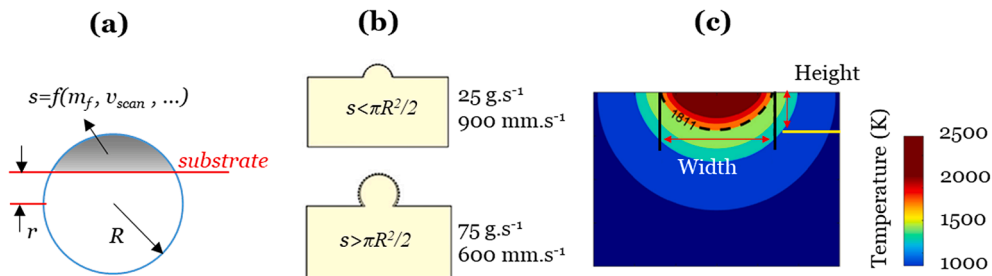 (a)
s=f(m_f, v_scan , ...)
substrate
r
R
(b)
s<πR²/2
25 g.s⁻¹
900 mm.s⁻¹
s>πR²/2
75 g.s⁻¹
600 mm.s⁻¹
(c)
Height
1811
Width
Temperature (K)
2500
2000
1500
1000